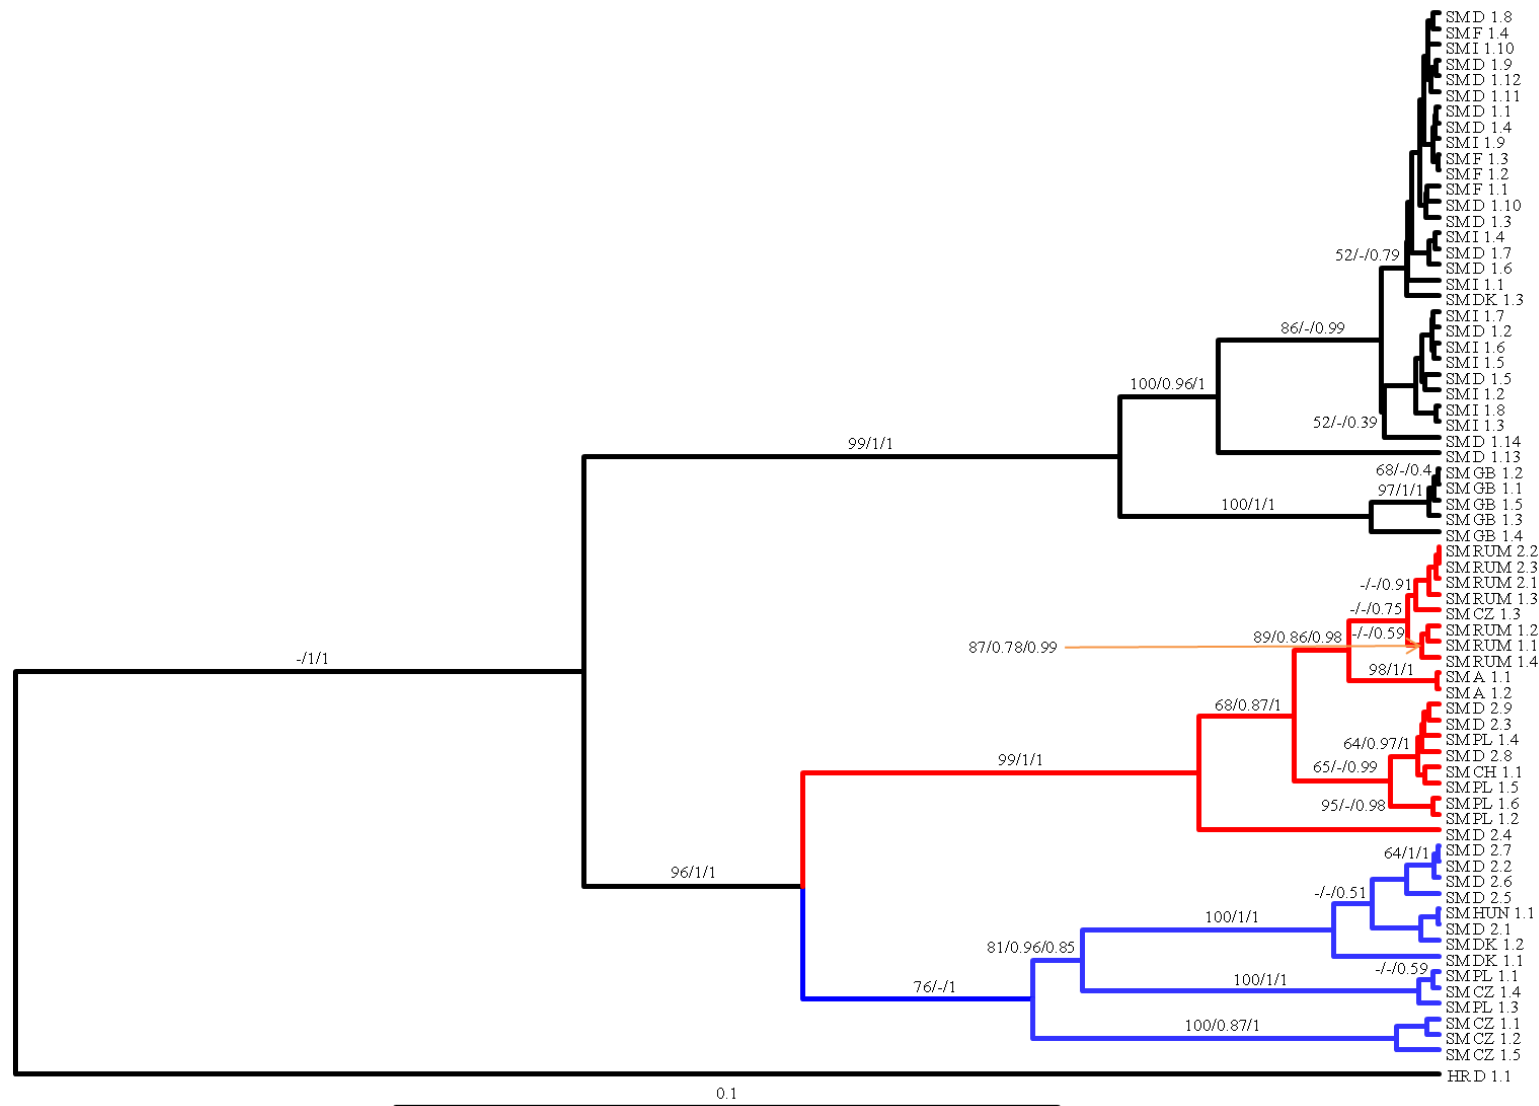 SMD 1.8
SMF 1.4
SMI 1.10
SMD 1.9
SMD 1.12
SMD 1.11
SMD 1.1
SMD 1.4
SMI 1.9
SMF 1.3
SMF 1.2
SMF 1.1
SMD 1.10
SMD 1.3
SMI 1.4
52/-/0.79
SMD 1.7
SMD 1.6
SMI 1.1
SMDK 1.3
SMI 1.7
86/-/0.99
SMD 1.2
SMI 1.6
SMI 1.5
SMD 1.5
100/0.96/1
SMI 1.2
SMI 1.8
52/-/0.39
SMI 1.3
SMD 1.14
99/1/1
SMD 1.13
68/-/0.4
SMGB 1.2
97/1/1
SMGB 1.1
100/1/1
SMGB 1.5
SMGB 1.3
SMGB 1.4
SMRUM 2.2
SMRUM 2.3
-/-/0.91
SMRUM 2.1
SMRUM 1.3
-/-/0.75
SMCZ 1.3
-/-/0.59
SMRUM 1.2
89/0.86/0.98
87/0.78/0.99
SMRUM 1.1
-/1/1
SMRUM 1.4
98/1/1
SMA 1.1
SMA 1.2
68/0.87/1
SMD 2.9
SMD 2.3
64/0.97/1
SMPL 1.4
99/1/1
SMD 2.8
65/-/0.99
SMCH 1.1
SMPL 1.5
95/-/0.98
SMPL 1.6
SMPL 1.2
SMD 2.4
64/1/1
SMD 2.7
96/1/1
SMD 2.2
SMD 2.6
-/-/0.51
SMD 2.5
100/1/1
SMHUN 1.1
SMD 2.1
81/0.96/0.85
SMDK 1.2
SMDK 1.1
-/-/0.59
SMPL 1.1
76/-/1
100/1/1
SMCZ 1.4
SMPL 1.3
100/0.87/1
SMCZ 1.1
SMCZ 1.2
SMCZ 1.5
HRD 1.1
0.1